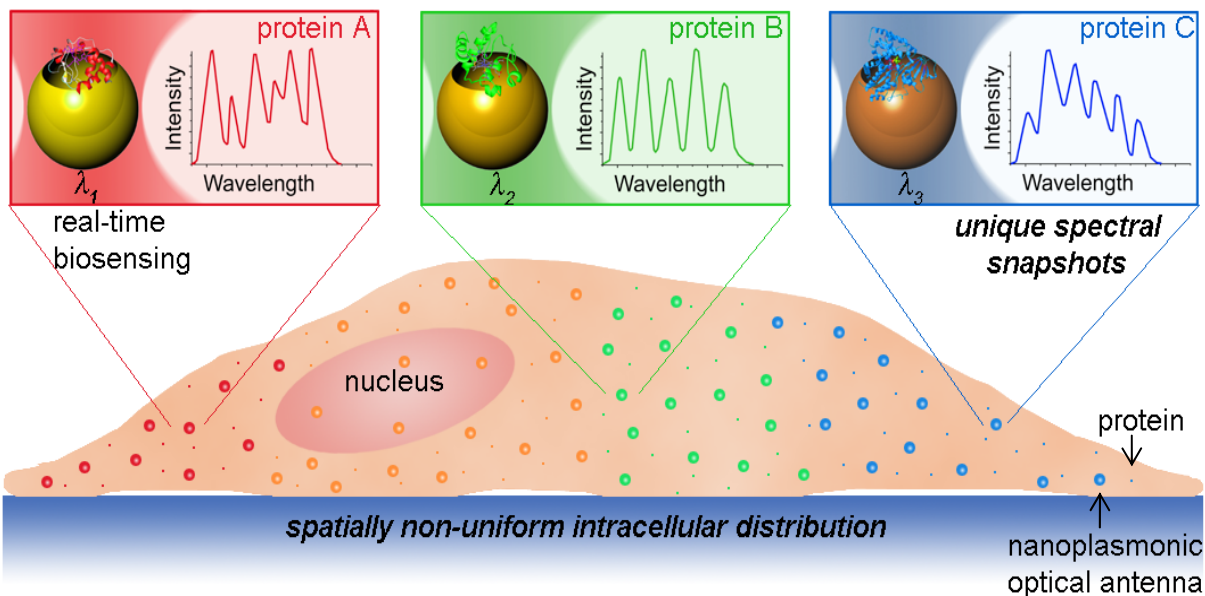 protein A
Intensity
Wavelength
λ1
protein B
Intensity
Wavelength
λ2
protein C
Intensity
Wavelength
λ3
real-time
biosensing
unique spectral
snapshots
nucleus
protein
spatially non-uniform intracellular distribution
nanoplasmonic
optical antenna